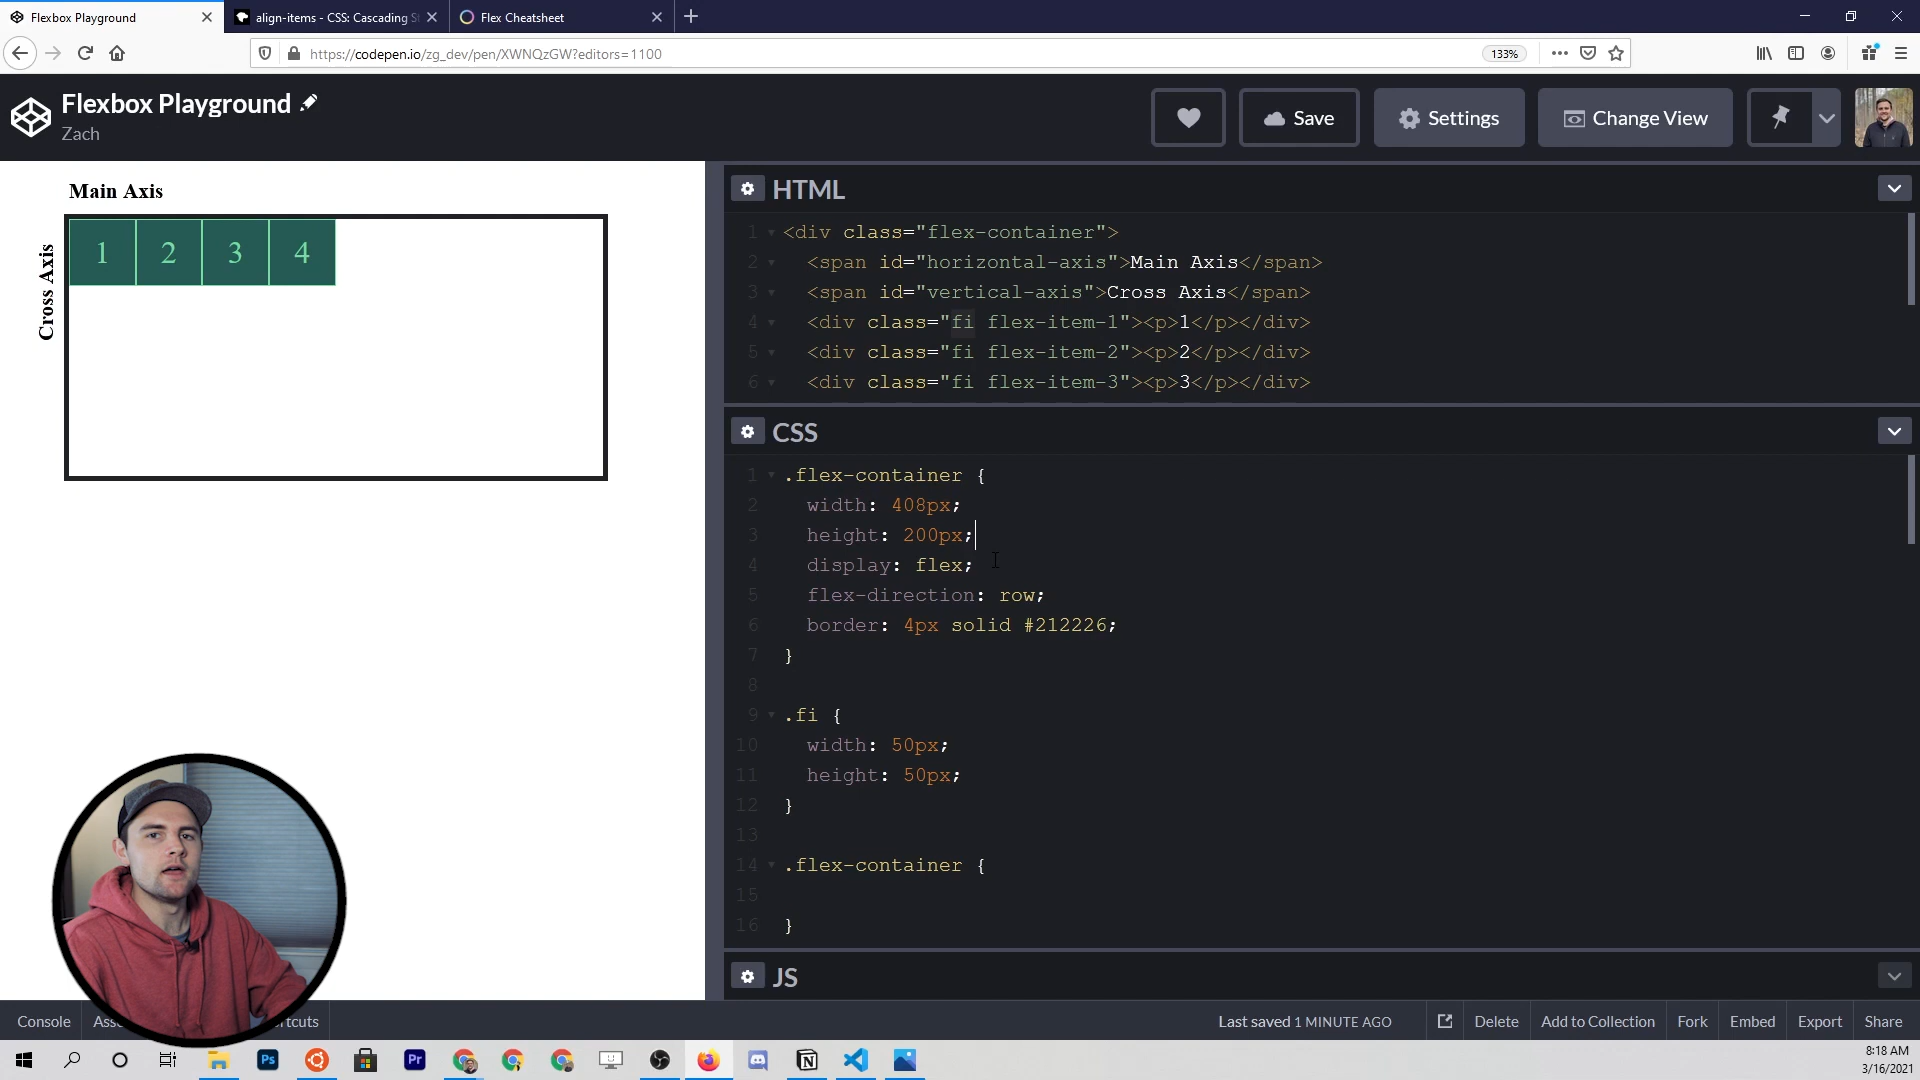 Flexbox Playground
align-items - CSS: Cascading S
Flex Cheatsheet
https://codepen.io/zg_dev/pen/XWNQzGW?editors=1100
133%
Flexbox Playground
Zach
Save
Settings
Change View
Main Axis
Cross Axis
1 2 3 4
HTML
1 <div class="flex-container">
2 <span id="horizontal-axis">Main Axis</span>
3 <span id="vertical-axis">Cross Axis</span>
4 <div class="fi flex-item-1"><p>1</p></div>
5 <div class="fi flex-item-2"><p>2</p></div>
6 <div class="fi flex-item-3"><p>3</p></div>
CSS
1 .flex-container {
2 width: 408px;
3 height: 200px;
4 display: flex;
5 flex-direction: row;
6 border: 4px solid #212226;
7 }
8
9 .fi {
10 width: 50px;
11 height: 50px;
12 }
13
14 .flex-container {
15
16 }
JS
Console
Last saved 1 MINUTE AGO
Delete
Add to Collection
Fork
Embed
Export
Share
Ps
Pr
8:18 AM
3/16/2021